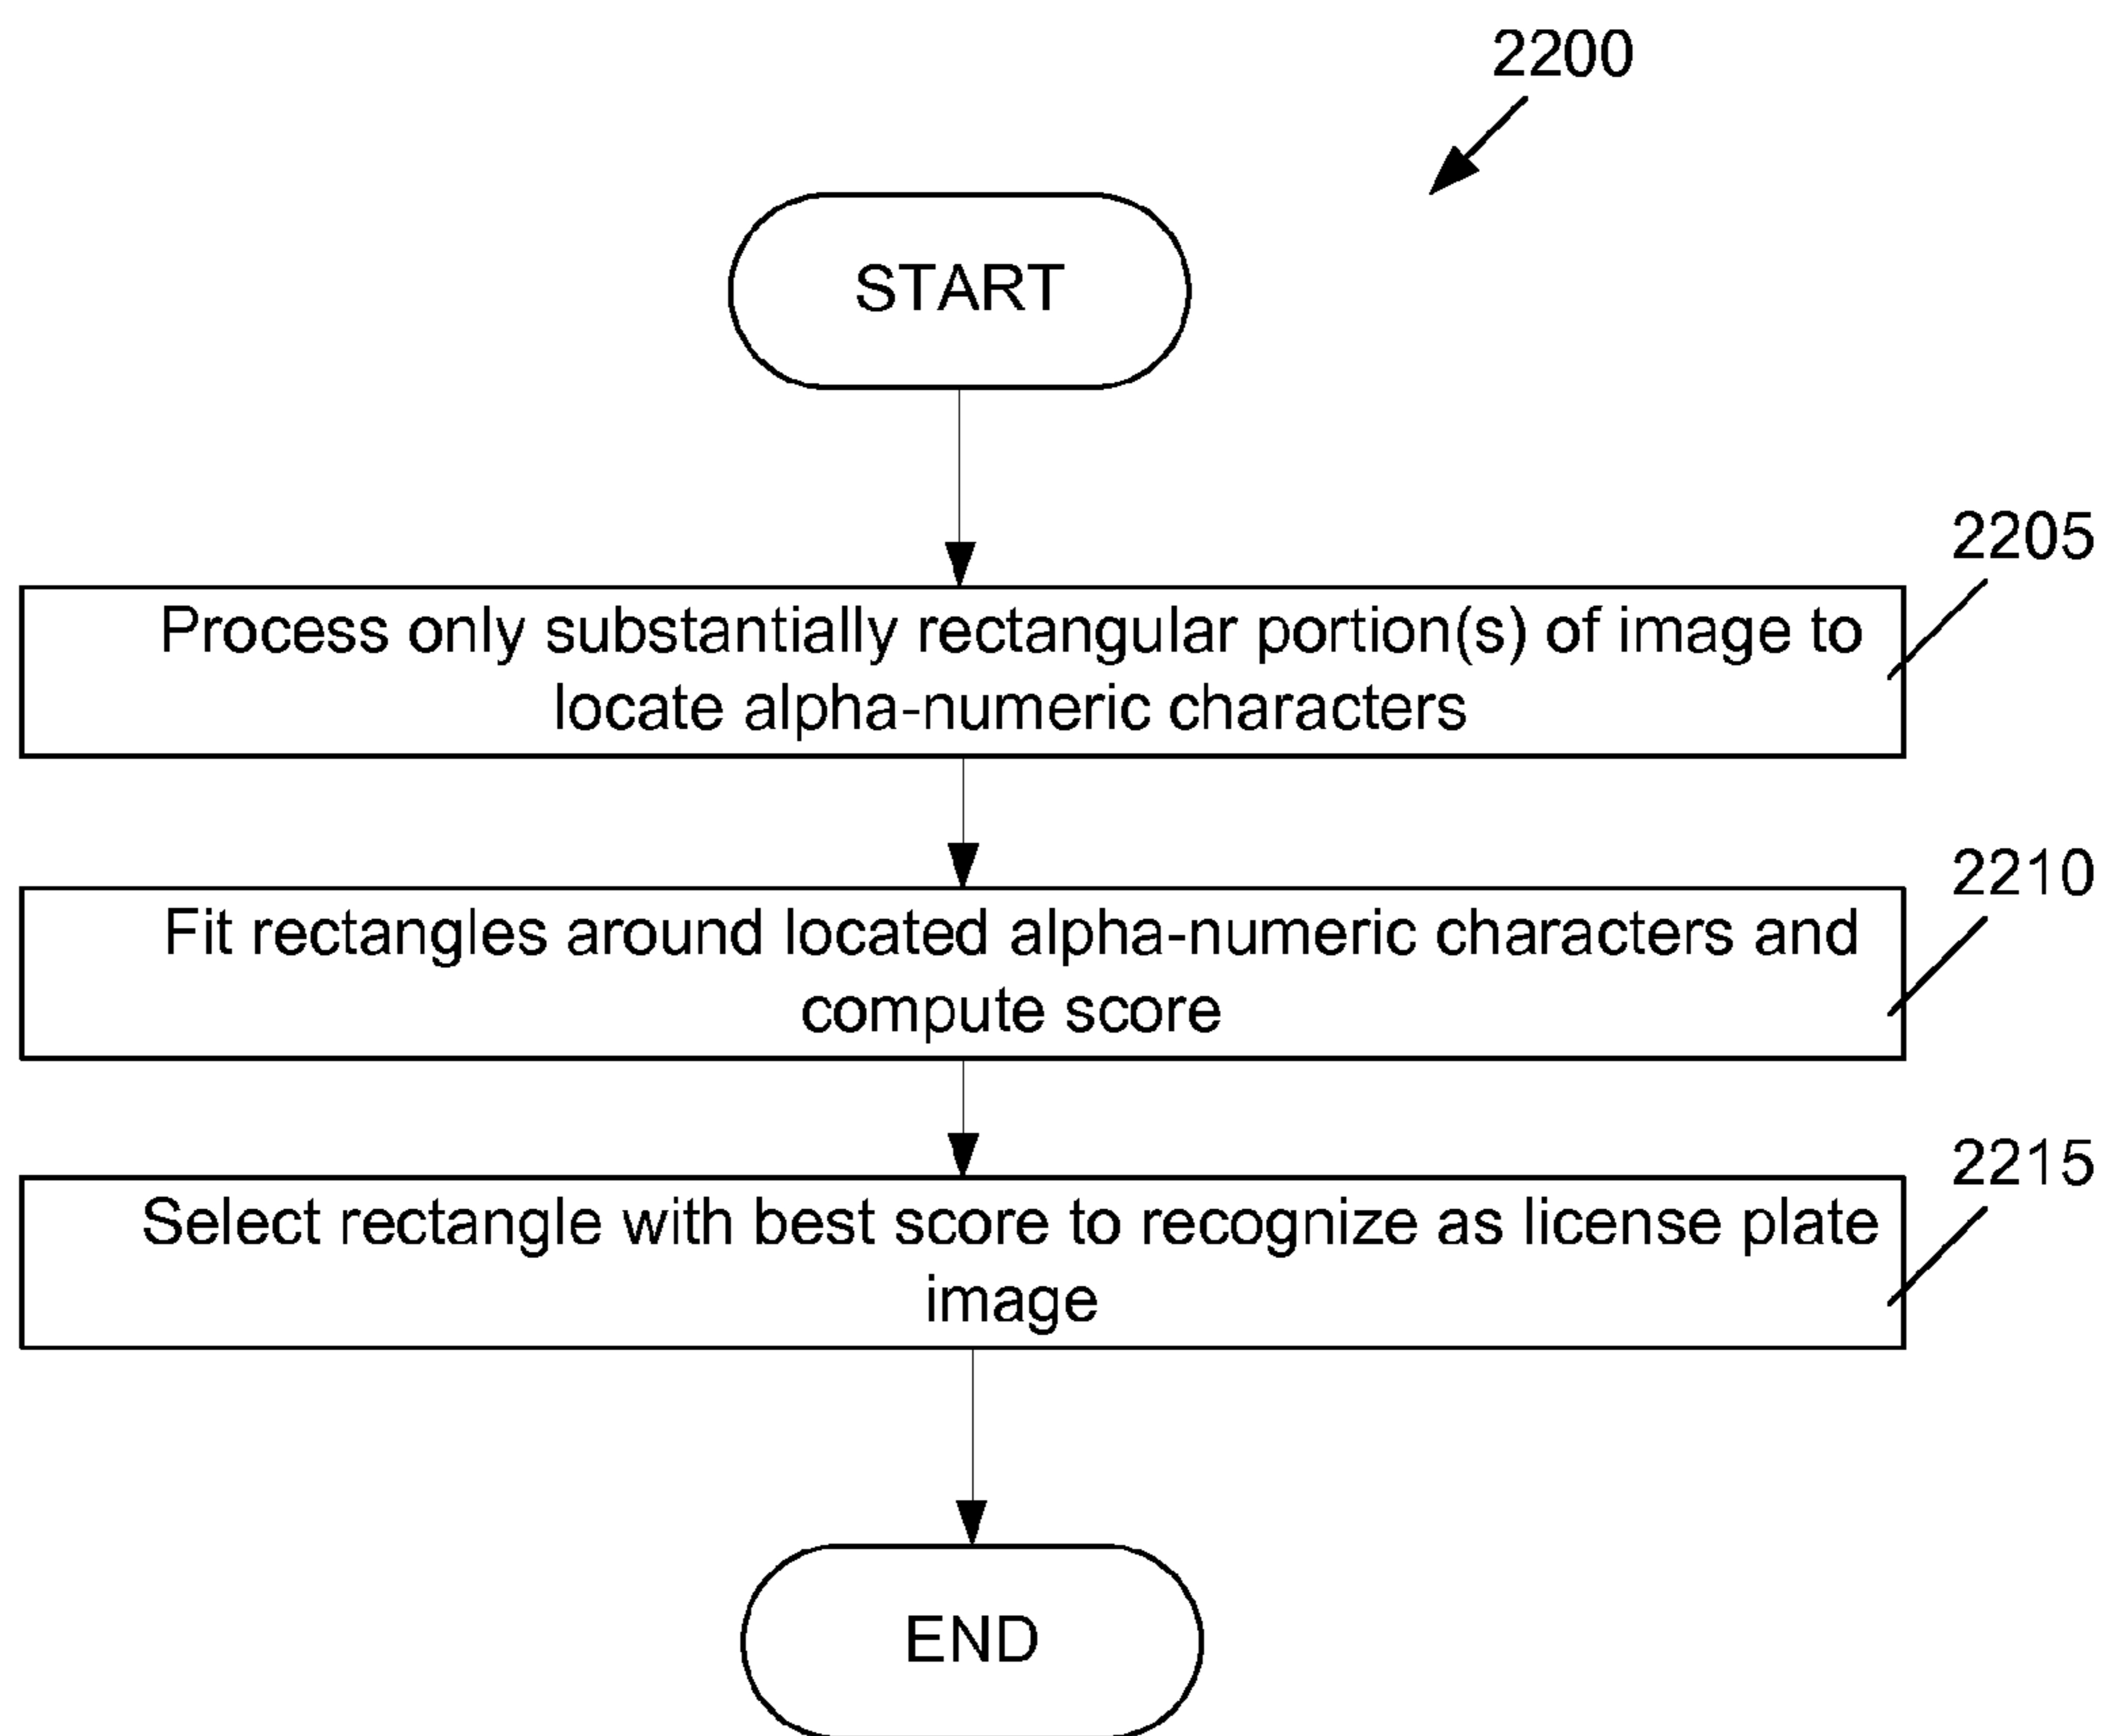 2200
START
2205
Process only substantially rectangular portion(s) of image to
locate alpha-numeric characters
2210
Fit rectangles around located alpha-numeric characters and
compute score
2215
Select rectangle with best score to recognize as license plate
image
END